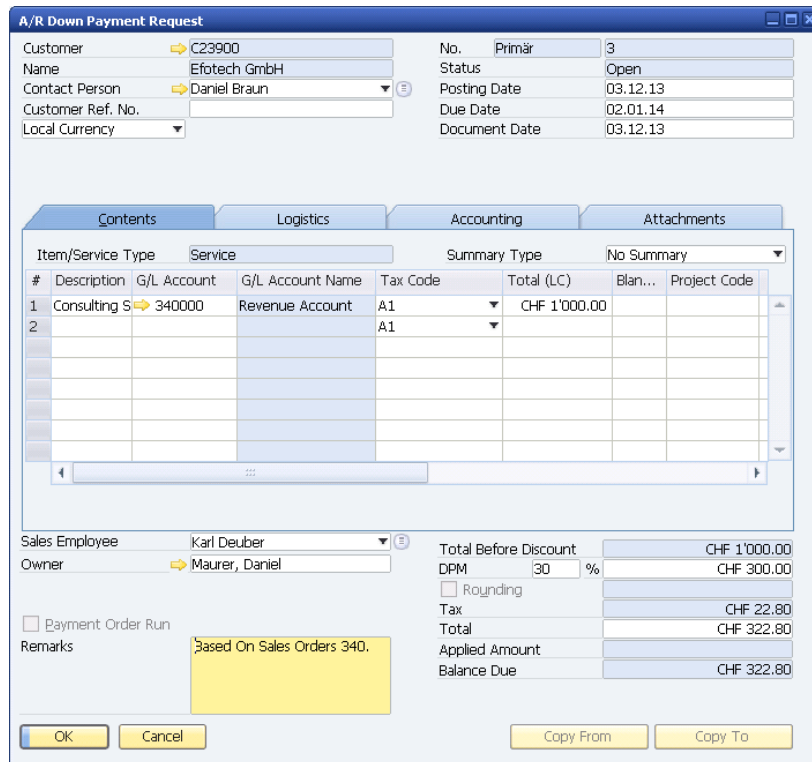 A/R Down Payment Request
Customer C23900 No. Primär 3
Name Efotech GmbH Status Open
Contact Person Daniel Braun Posting Date 03.12.13
Customer Ref. No. Due Date 02.01.14
Local Currency Document Date 03.12.13
Contents Logistics Accounting Attachments
Item/Service Type Service Summary Type No Summary
# Description G/L Account G/L Account Name Tax Code Total (LC) Blan... Project Code
1 Consulting S 340000 Revenue Account A1 CHF 1'000.00
2 A1
Sales Employee Karl Deuber Total Before Discount CHF 1'000.00
Owner Maurer, Daniel DPM 30 % CHF 300.00
Rounding
Tax CHF 22.80
Payment Order Run Total CHF 322.80
Remarks Based On Sales Orders 340. Applied Amount
Balance Due CHF 322.80
OK Cancel Copy From Copy To